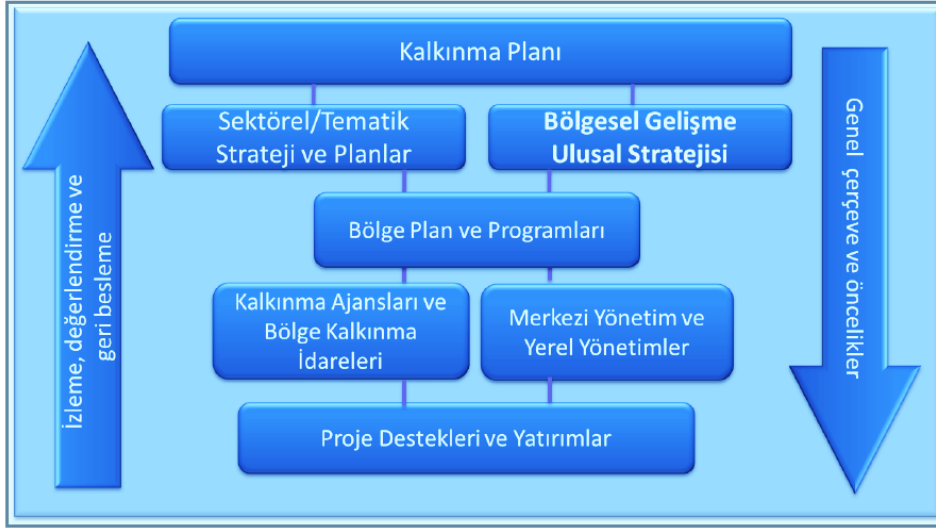 Kalkınma Planı
Sektörel/Tematik
Strateji ve Planlar
Bölgesel Gelişme
Ulusal Stratejisi
Bölge Plan ve Programları
Kalkınma Ajansları ve
Bölge Kalkınma
İdareleri
Merkezi Yönetim ve
Yerel Yönetimler
Proje Destekleri ve Yatırımlar
İzleme, değerlendirme ve
geri besleme
Genel çerçeve ve öncelikler